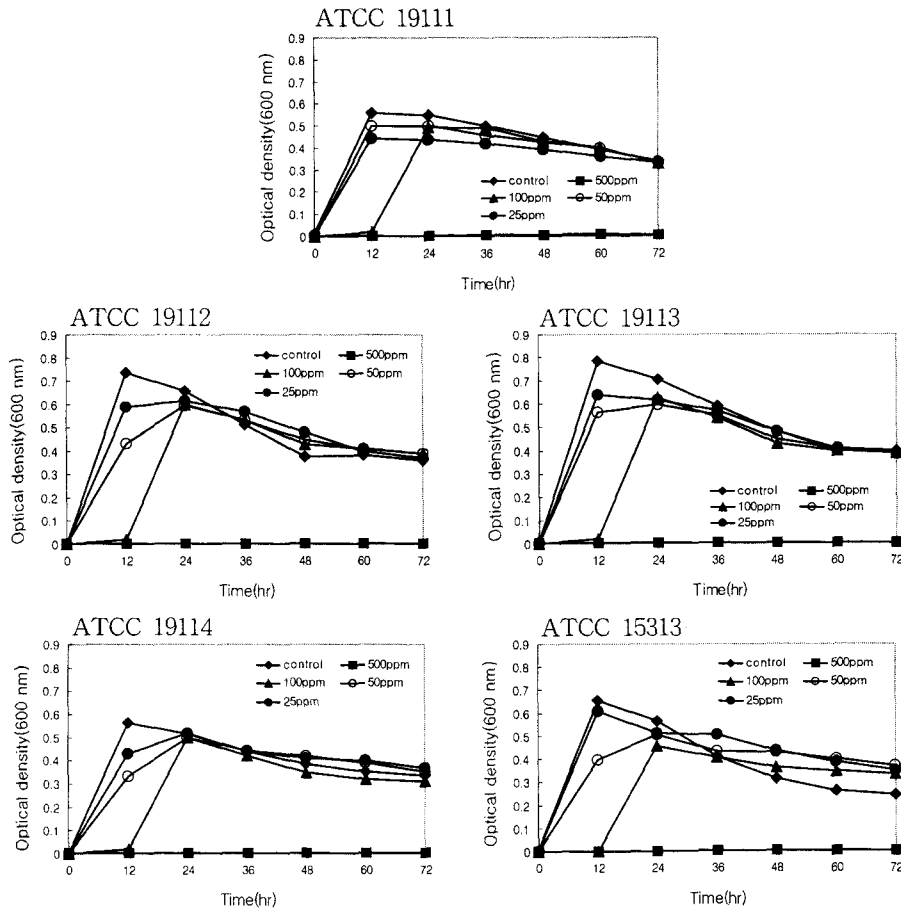 ATCC 19111
Optical density(600 nm)
0.9
0.8
0.7
0.6
0.5
0.4
0.3
0.2
0.1
0
control
500ppm
100ppm
50ppm
25ppm
0 12 24 36 48 60 72
Time(hr)
ATCC 19112
Optical density(600 nm)
0.9
0.8
0.7
0.6
0.5
0.4
0.3
0.2
0.1
0
control
500ppm
100ppm
50ppm
25ppm
0 12 24 36 48 60 72
Time(hr)
ATCC 19113
Optical density(600 nm)
0.9
0.8
0.7
0.6
0.5
0.4
0.3
0.2
0.1
0
control
500ppm
100ppm
50ppm
25ppm
0 12 24 36 48 60 72
Time(hr)
ATCC 19114
Optical density(600 nm)
0.9
0.8
0.7
0.6
0.5
0.4
0.3
0.2
0.1
0
control
500ppm
100ppm
50ppm
25ppm
0 12 24 36 48 60 72
Time(hr)
ATCC 15313
Optical density(600 nm)
0.9
0.8
0.7
0.6
0.5
0.4
0.3
0.2
0.1
0
control
500ppm
100ppm
50ppm
25ppm
0 12 24 36 48 60 72
Time(hr)